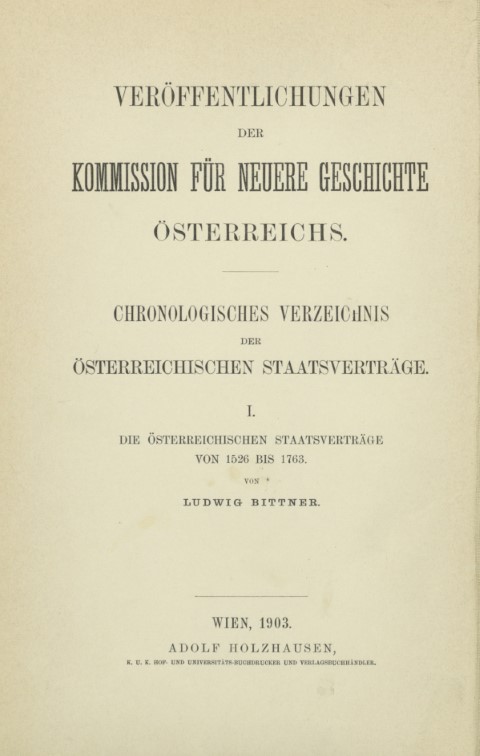 VERÖFFENTLICHUNGEN
DER
KOMMISSION FÜR NEUERE GESCHICHTE
ÖSTERREICHS.
CHRONOLOGISCHES VERZEICHNIS
DER
ÖSTERREICHISCHEN STAATSVERTRÄGE.
I.
DIE ÖSTERREICHISCHEN STAATSVERTRÄGE
VON 1526 BIS 1763.
VON
LUDWIG BITTNER.
WIEN, 1903.
ADOLF HOLZHAUSEN,
K. U. K. HOF- UND UNIVERSITÄTS-BUCHDRUCKER UND VERLAGSBUCHHÄNDLER.